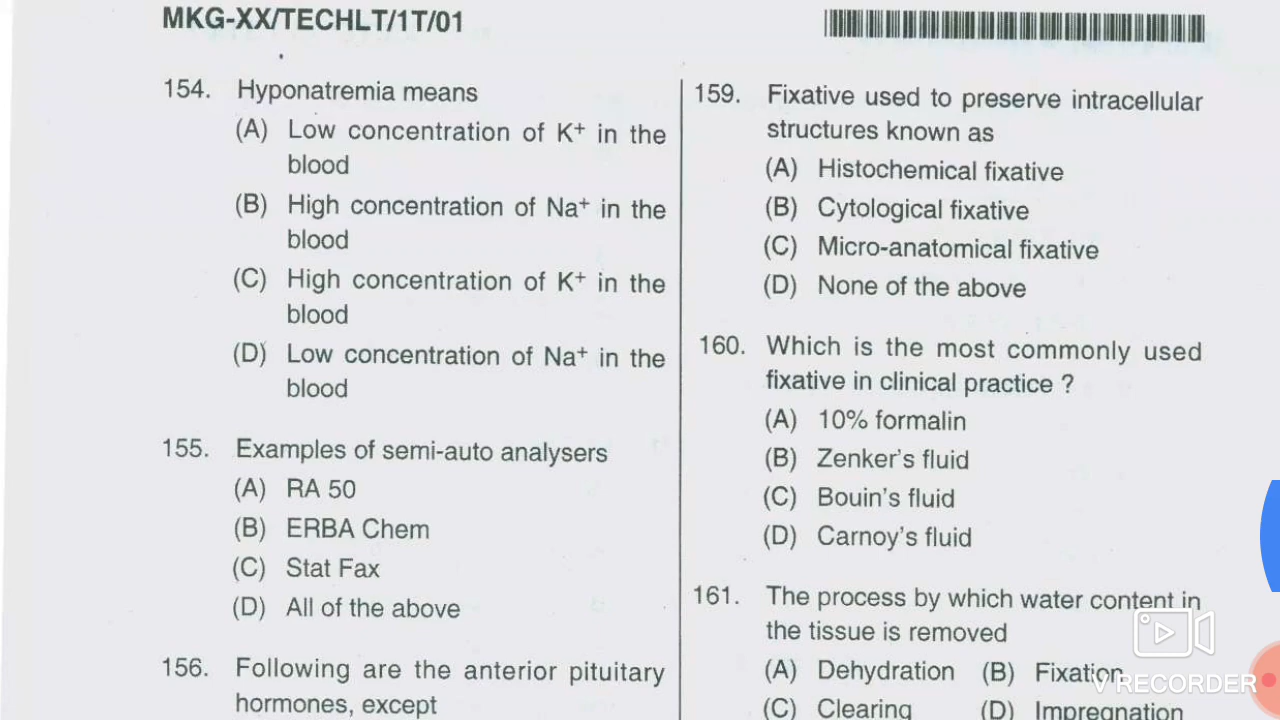 MKG-XX/TECHLT/1T/01
154. Hyponatremia means
(A) Low concentration of K+ in the
blood
(B) High concentration of Na+ in the
blood
(C) High concentration of K+ in the
blood
(D) Low concentration of Na+ in the
blood
155. Examples of semi-auto analysers
(A) RA 50
(B) ERBA Chem
(C) Stat Fax
(D) All of the above
156. Following are the anterior pituitary
hormones, except
159. Fixative used to preserve intracellular
structures known as
(A) Histochemical fixative
(B) Cytological fixative
(C) Micro-anatomical fixative
(D) None of the above
160. Which is the most commonly used
fixative in clinical practice ?
(A) 10% formalin
(B) Zenker's fluid
(C) Bouin's fluid
(D) Carnoy's fluid
161. The process by which water content in
the tissue is removed
(A) Dehydration (B) Fixation
(C) Clearing (D) Impregnation
V RECORDER